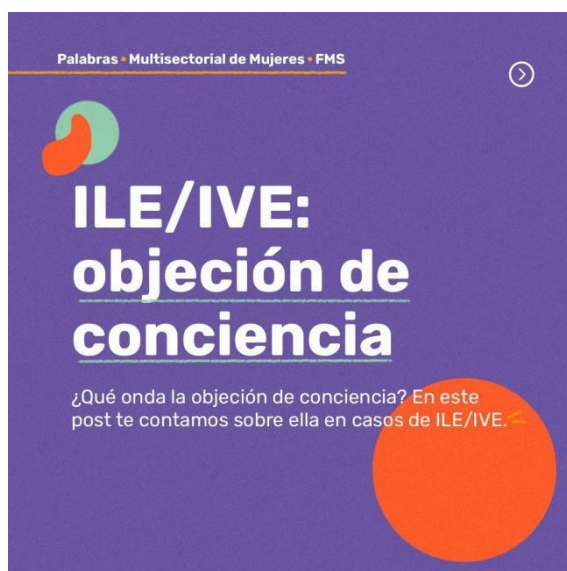 Palabras • Multisectorial de Mujeres • FMS
ILE/IVE:
objeción de
conciencia
¿Qué onda la objeción de conciencia? En este
post te contamos sobre ella en casos de ILE/IVE.